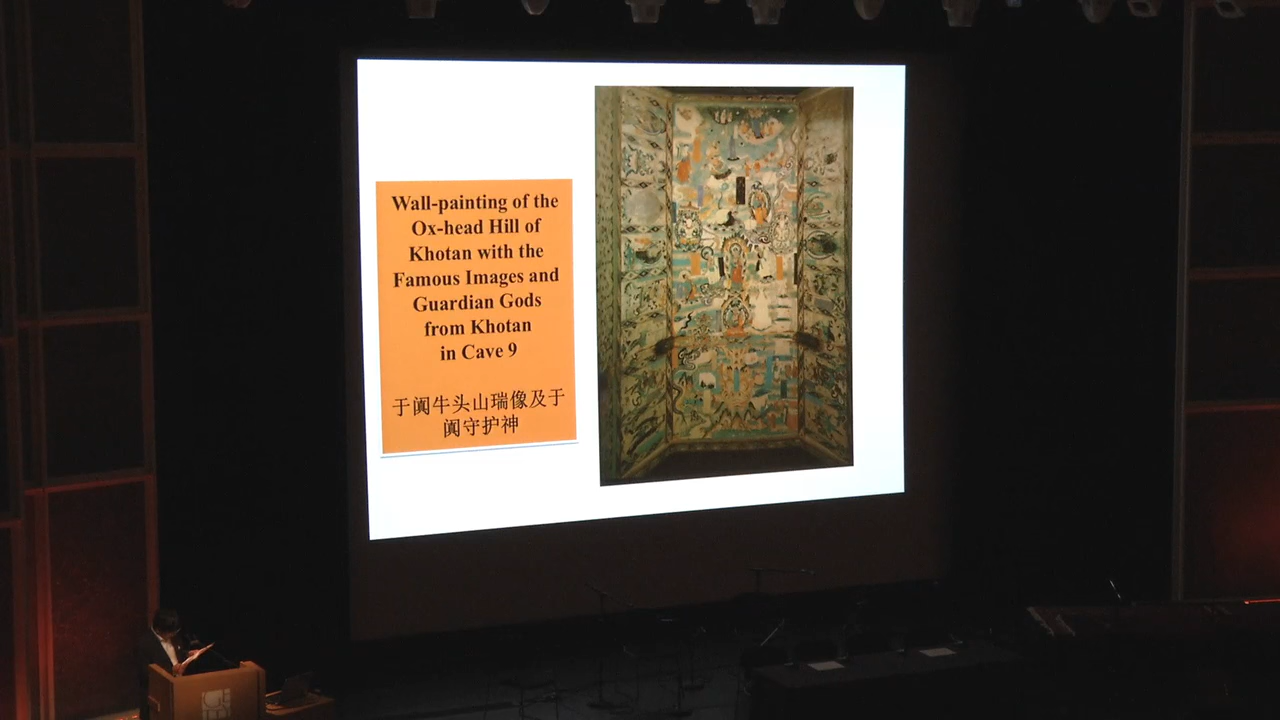 Wall-painting of the
Ox-head Hill of
Khotan with the
Famous Images and
Guardian Gods
from Khotan
in Cave 9
于阗牛头山瑞像及于
阗守护神